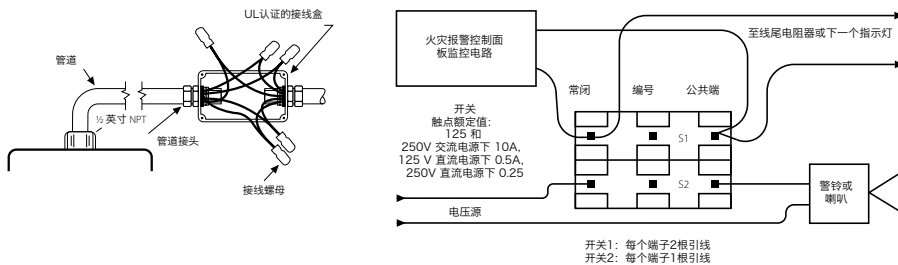 UL认证的接线盒
管道
½ 英寸 NPT
管道接头
接线螺母
火灾报警控制面
板监控电路
至线尾电阻器或下一个指示灯
常闭
编号
公共端
开关
触点额定值:
125 和
250V 交流电源下 10A,
125 V 直流电源下 0.5A,
250V 直流电源下 0.25
S1
S2
电压源
警铃或
喇叭
开关1: 每个端子2根引线
开关2: 每个端子1根引线